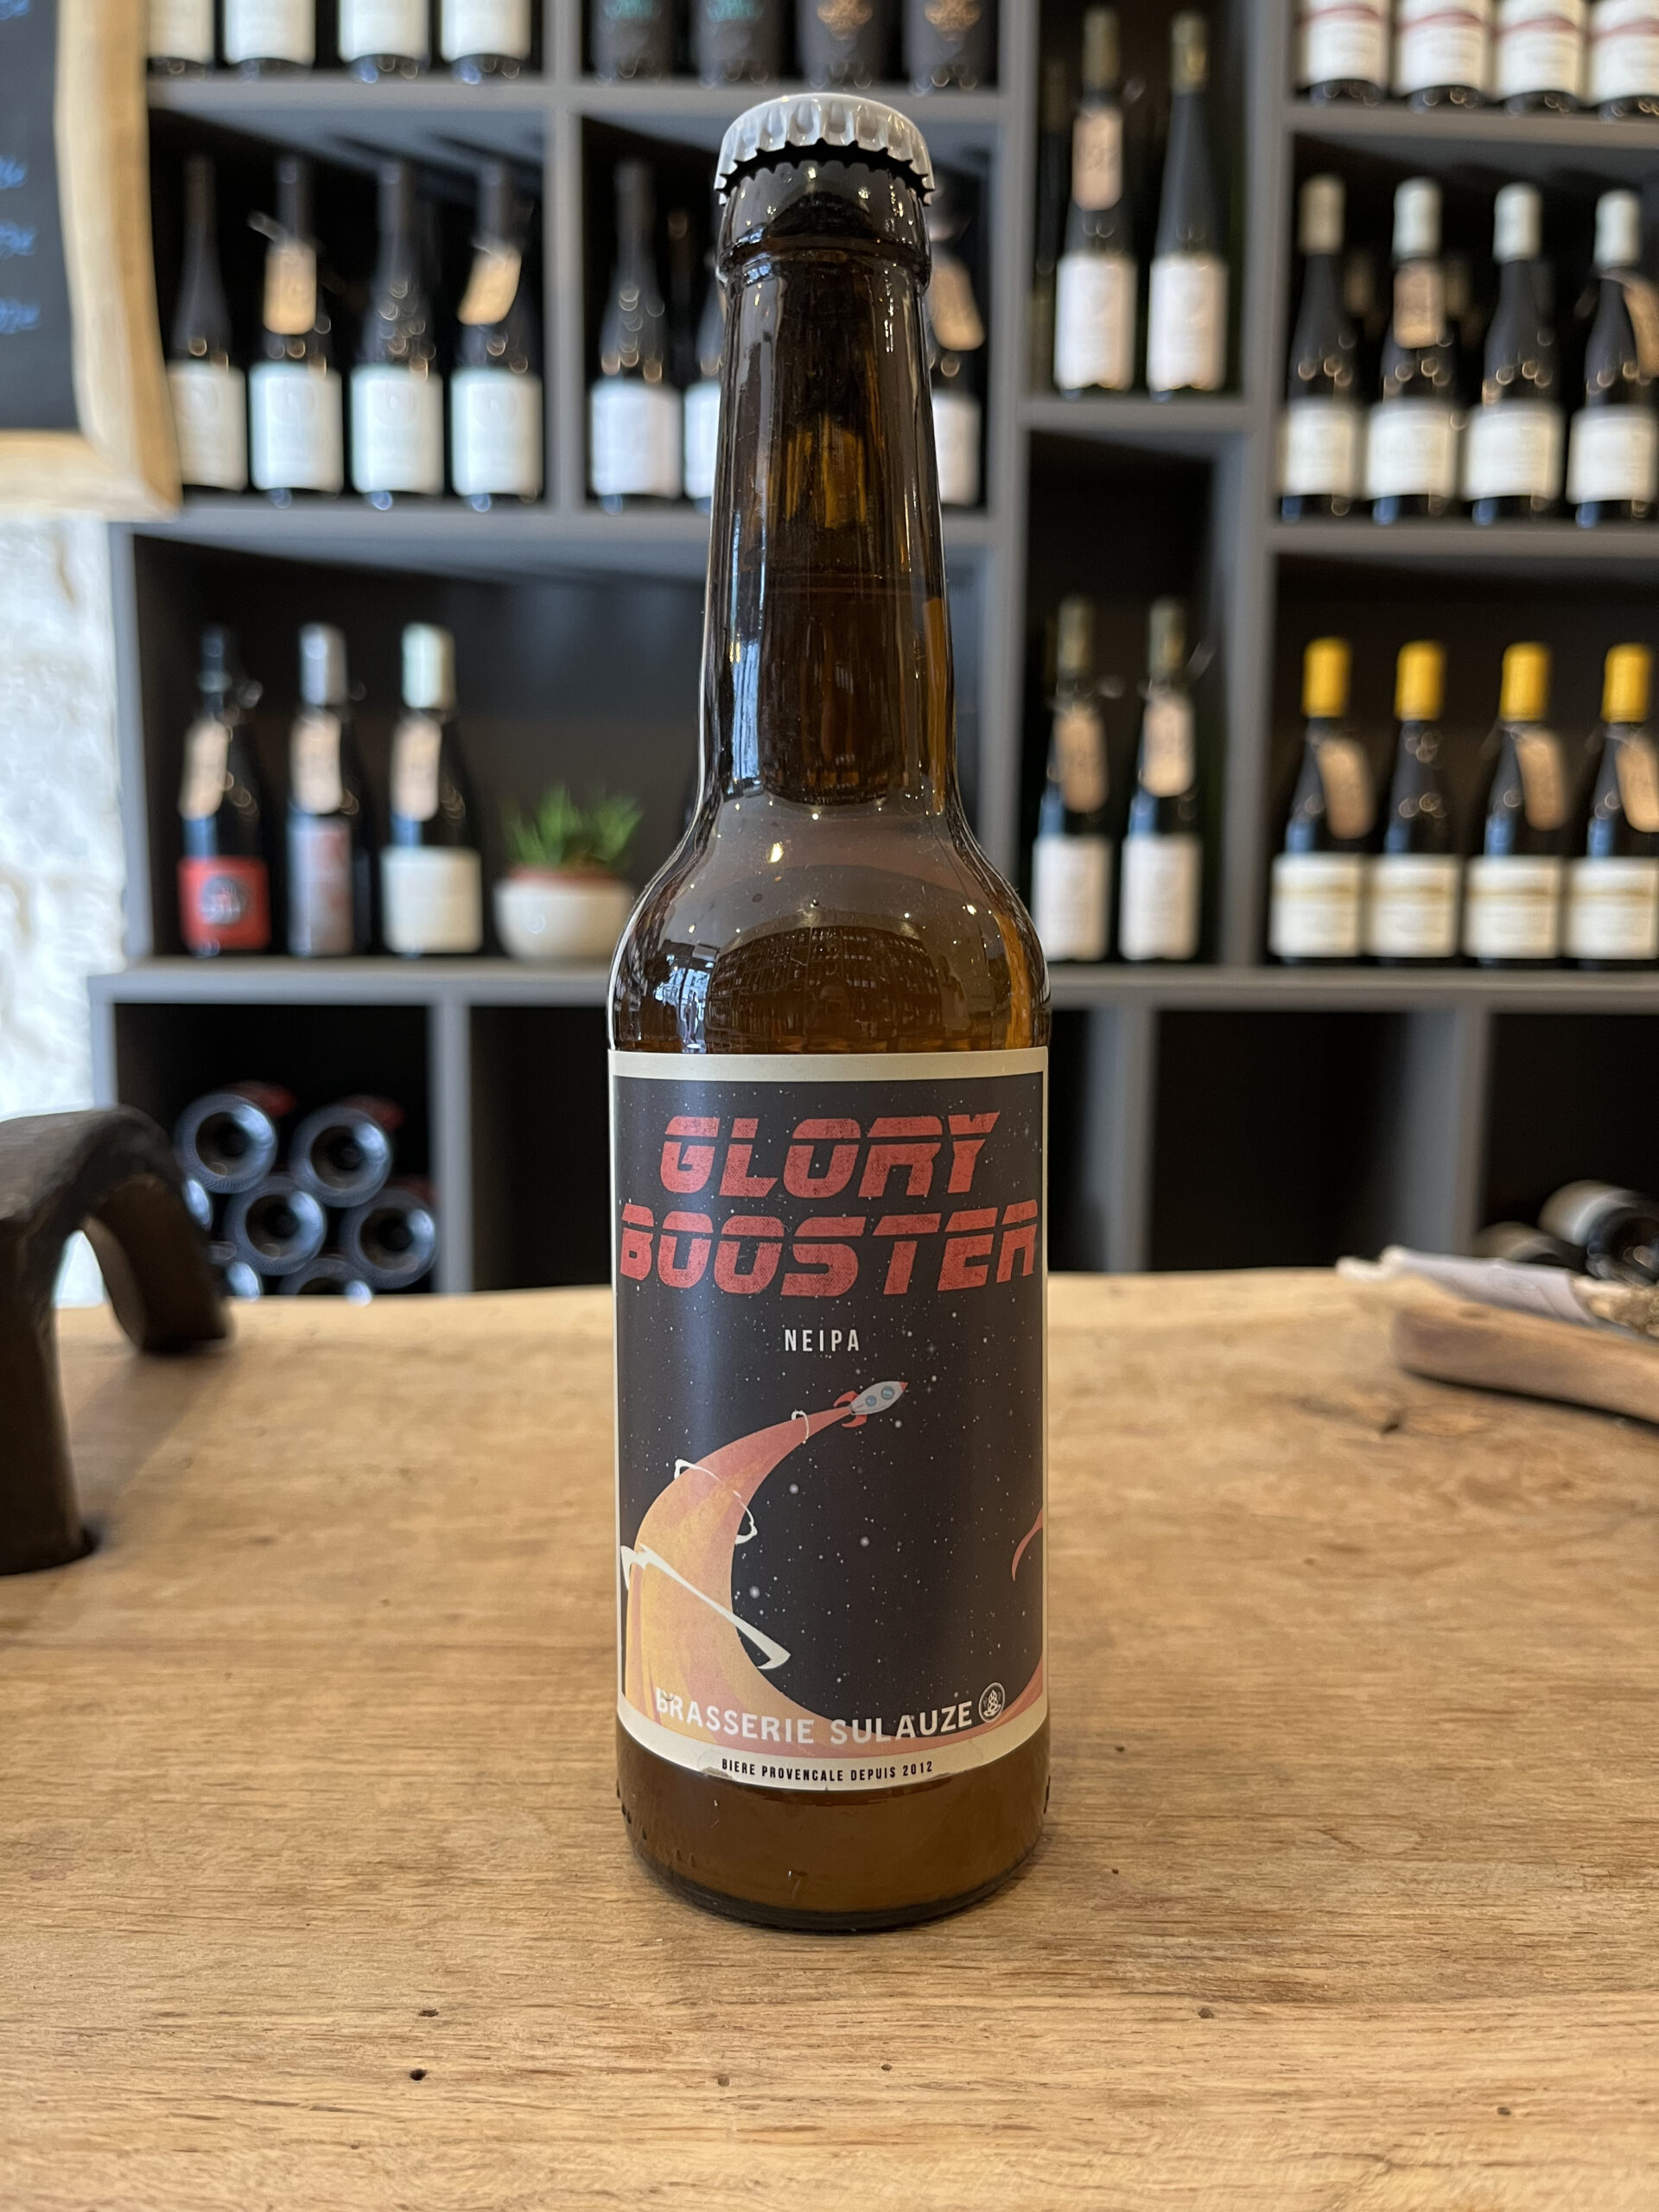 GLORY
BOOSTER
NEIPA
BRASSERIE SULAUZE
BIERE PROVENCALE DEPUIS 2012